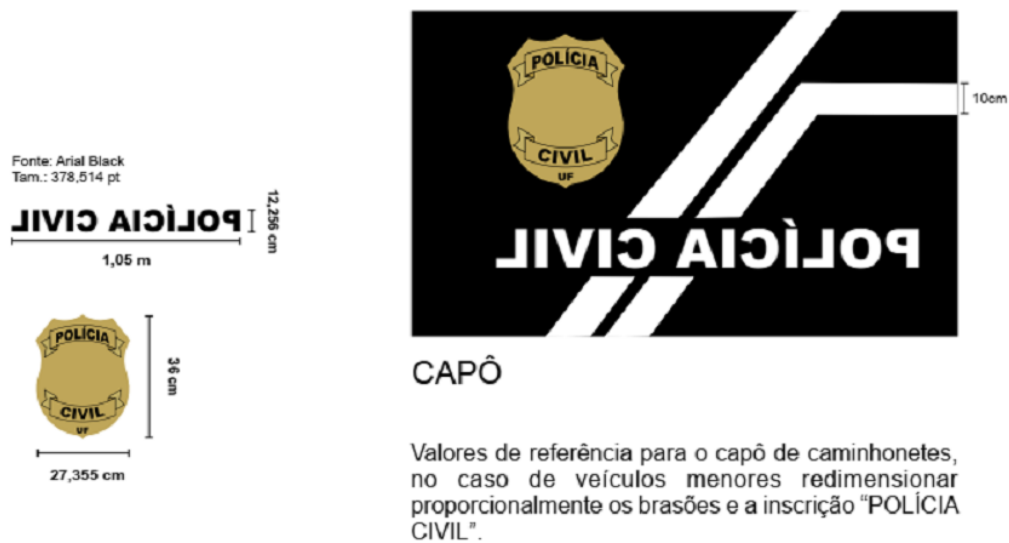 Fonte: Arial Black
Tam.: 378,514 pt
POLÍCIA CIVIL
12,256 cm
1,05 m
POLÍCIA
CIVIL
UF
36 cm
27,355 cm
POLÍCIA
CIVIL
UF
10cm
POLÍCIA CIVIL
CAPÔ
Valores de referência para o capô de caminhonetes,
no caso de veículos menores redimensionar
proporcionalmente os brasões e a inscrição “POLÍCIA
CIVIL”.